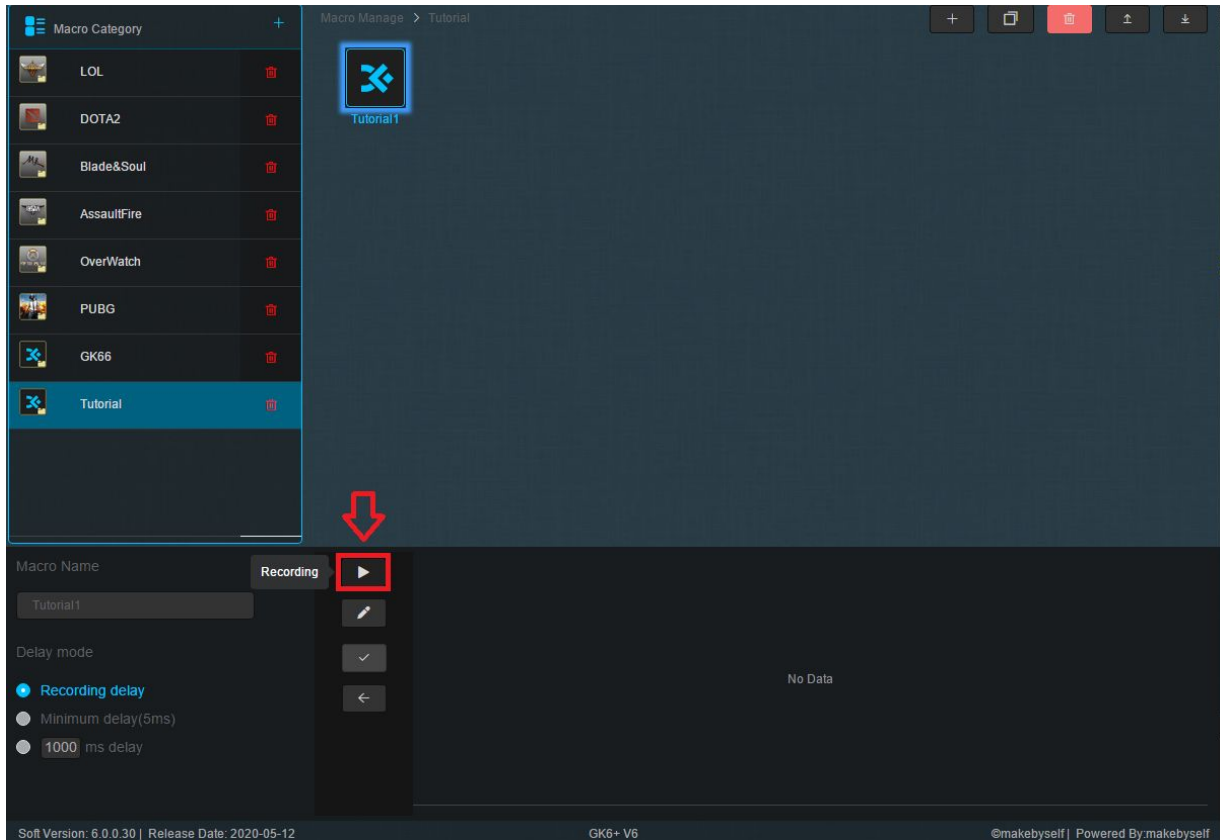 Macro Category +
Macro Manage > Tutorial
LOL
DOTA2
Blade&Soul
AssaultFire
OverWatch
PUBG
GK66
Tutorial
Tutorial1
Macro Name
Recording
Tutorial1
Delay mode
Recording delay
Minimum delay(5ms)
1000 ms delay
No Data
Soft Version: 6.0.0.30 | Release Date: 2020-05-12
GK6+ V6
©makebyself | Powered By:makebyself